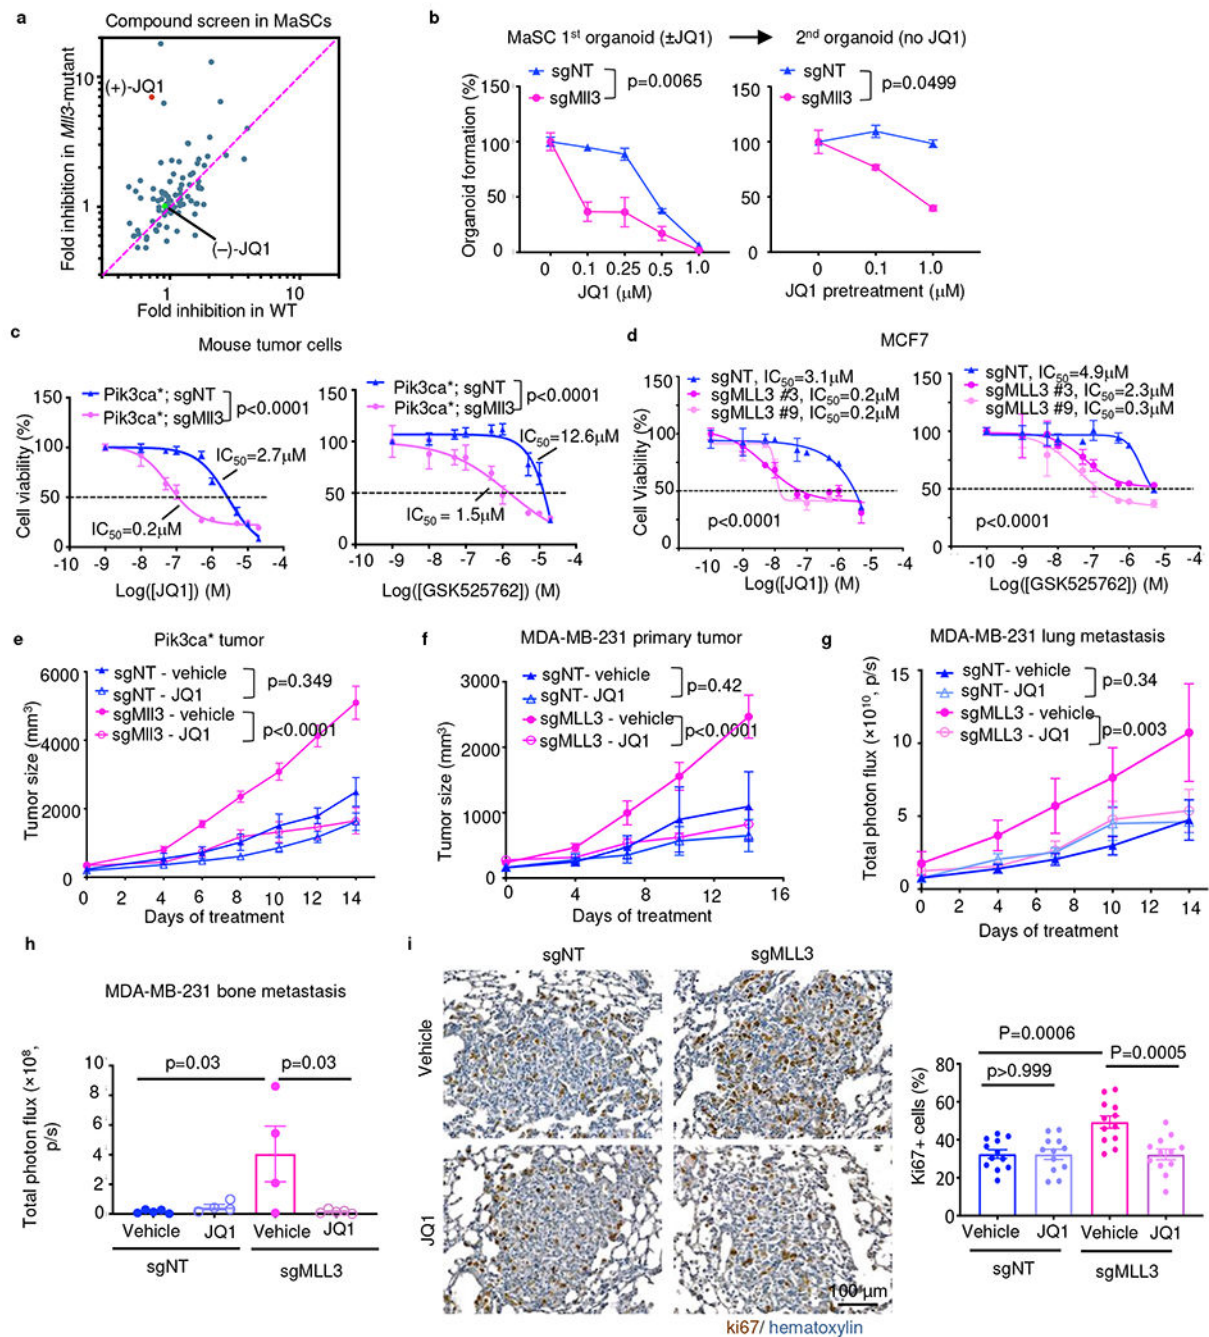 a
Compound screen in MaSCs
Fold inhibition in Mll3-mutant
10
1
(+)-JQ1
(–)-JQ1
1
10
Fold inhibition in WT
b
MaSC 1st organoid (±JQ1)
2nd organoid (no JQ1)
sgNT
sgMll3
p=0.0065
Organoid formation (%)
150
100
50
0
0 0.1 0.25 0.5 1.0
JQ1 (μM)
sgNT
sgMll3
p=0.0499
150
100
50
0
0 0.1 1.0
JQ1 pretreatment (μM)
c
Mouse tumor cells
Pik3ca*; sgNT
Pik3ca*; sgMll3
p<0.0001
Cell viability (%)
150
100
50
0
IC50=2.7μM
IC50=0.2μM
-10 -9 -8 -7 -6 -5 -4
Log([JQ1]) (M)
Pik3ca*; sgNT
Pik3ca*; sgMll3
p<0.0001
150
100
50
0
IC50=12.6μM
IC50 = 1.5μM
-10 -9 -8 -7 -6 -5 -4
Log([GSK525762]) (M)
d
MCF7
sgNT, IC50=3.1μM
sgMLL3 #3, IC50=0.2μM
sgMLL3 #9, IC50=0.2μM
Cell Viability (%)
150
100
50
0
p<0.0001
-10 -9 -8 -7 -6 -5 -4
Log([JQ1]) (M)
sgNT, IC50=4.9μM
sgMLL3 #3, IC50=2.3μM
sgMLL3 #9, IC50=0.3μM
150
100
50
0
p<0.0001
-10 -9 -8 -7 -6 -5 -4
Log([GSK525762]) (M)
e
Pik3ca* tumor
sgNT - vehicle
sgNT - JQ1
sgMll3 - vehicle
sgMll3 - JQ1
p=0.349
p<0.0001
Tumor size (mm3)
6000
4000
2000
0
0 2 4 6 8 10 12 14
Days of treatment
f
MDA-MB-231 primary tumor
sgNT- vehicle
sgNT- JQ1
sgMLL3 - vehicle
sgMLL3 - JQ1
p=0.42
p<0.0001
Tumor size (mm3)
3000
2000
1000
0
0 4 8 12 16
Days of treatment
g
MDA-MB-231 lung metastasis
sgNT- vehicle
sgNT- JQ1
sgMLL3 - vehicle
sgMLL3 - JQ1
p=0.34
p=0.003
Total photon flux (×1010, p/s)
15
10
5
0
0 2 4 6 8 10 12 14
Days of treatment
h
MDA-MB-231 bone metastasis
Total photon flux (×108,
p/s)
10
8
6
4
2
0
p=0.03
p=0.03
Vehicle JQ1 Vehicle JQ1
sgNT sgMLL3
i
sgNT
sgMLL3
Vehicle
JQ1
100 μm
ki67/ hematoxylin
Ki67+ cells (%)
80
60
40
20
0
P=0.0006
p>0.999
P=0.0005
Vehicle JQ1 Vehicle JQ1
sgNT sgMLL3